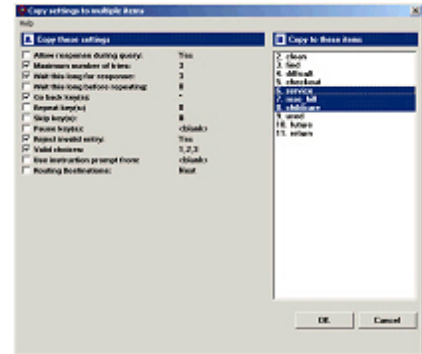 Copy settings to multiple items
Help
Copy these settings
Allow response during query: Yes
Maximum number of tries: 3
Wait this long for response: 3
Wait this long before repeating: 0
Go back key(s): *
Repeat key(s) 0
Skip key(s): 0
Pause key(s): <blank>
Reject invalid entry: Yes
Valid choices: 1,2,3
Use instruction prompt from: <blank>
Routing Destinations: Next
Copy to these items
2. clean
3. find
4. difficult
5. checkout
6. service
7. rear_bill
8. childcare
9. used
10. future
11. return
OK
Cancel